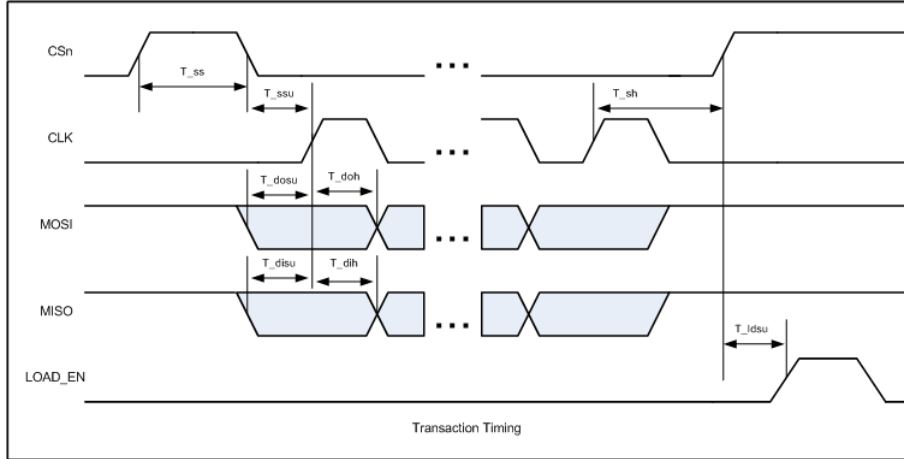 CSn
T_ss
T_ssu
T_sh
CLK
T_dosu
T_doh
MOSI
T_disu
T_dih
MISO
T_ldsu
LOAD_EN
Transaction Timing